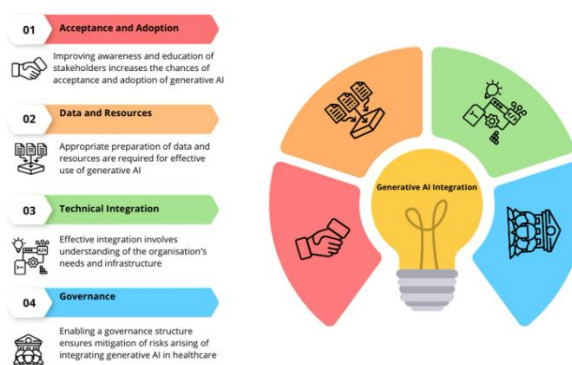 01
Acceptance and Adoption
Improving awareness and education of
stakeholders increases the chances of
acceptance and adoption of generative AI
02
Data and Resources
Appropriate preparation of data and
resources are required for effective
use of generative AI
03
Technical Integration
Effective integration involves
understanding of the organisation's
needs and infrastructure
04
Governance
Enabling a governance structure
ensures mitigation of risks arising of
integrating generative AI in healthcare
Generative AI Integration